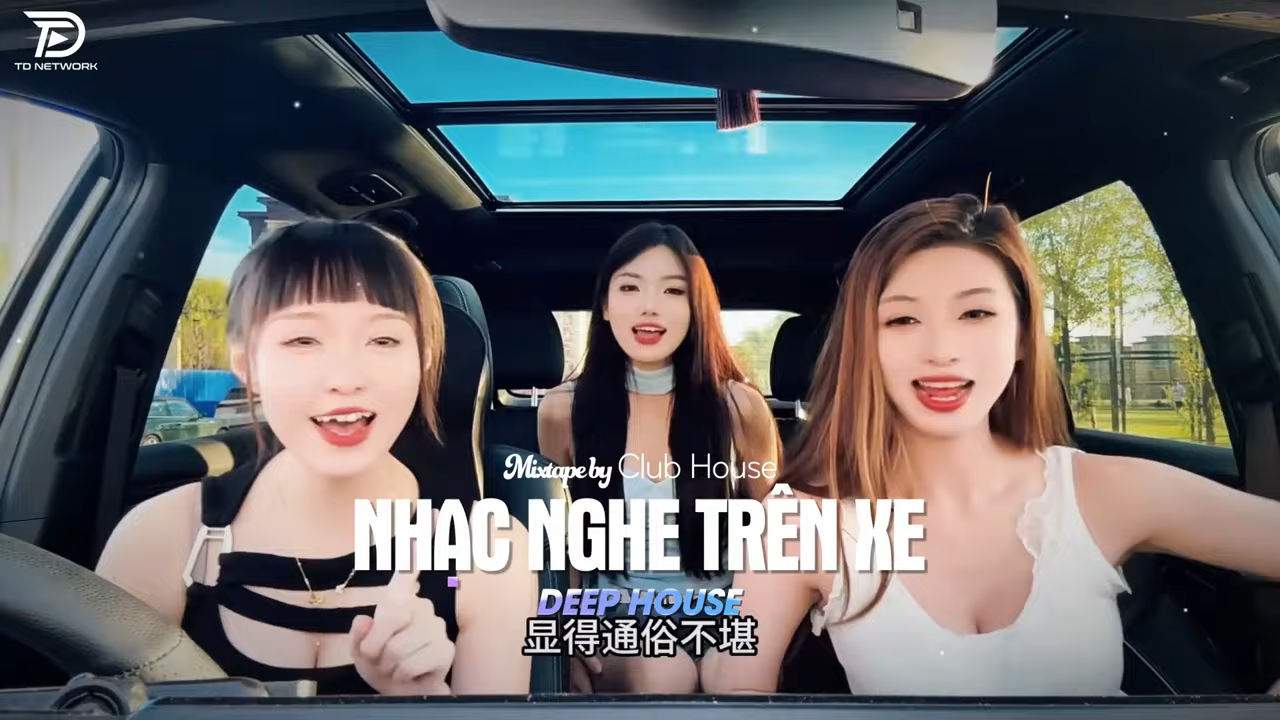 TD NETWORK
Mixtape by Club House
NHẠC NGHE TRÊN XE
DEEP HOUSE
显得通俗不堪